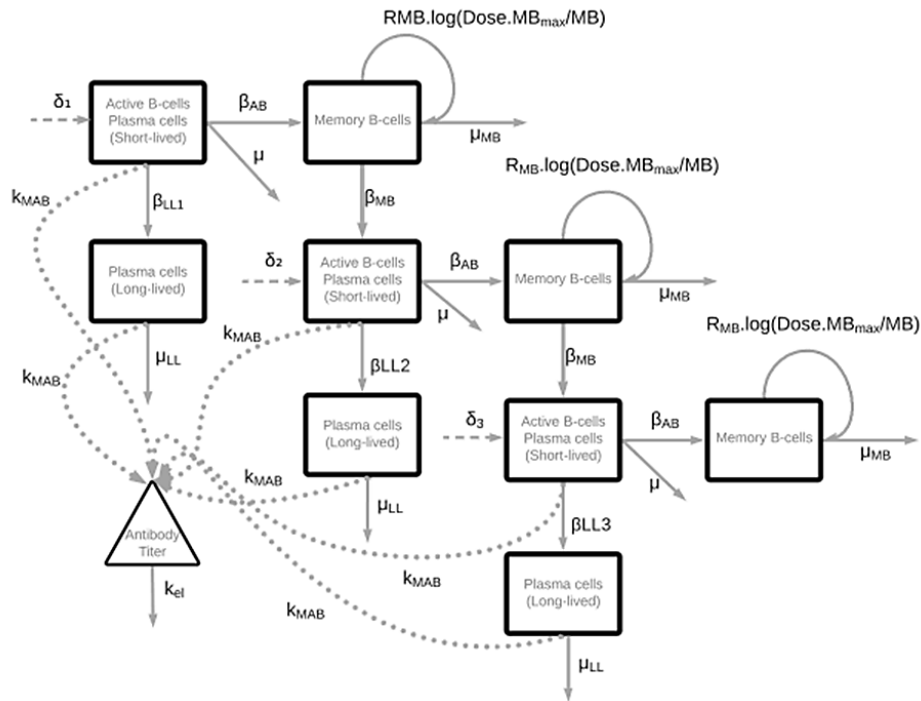 RMB.log(Dose.MBmax/MB)
δ₁
Active B-cells
Plasma cells
(Short-lived)
βAB
Memory B-cells
μMB
μ
RMB.log(Dose.MBmax/MB)
kMAB
βLL1
βMB
δ₂
Active B-cells
Plasma cells
(Short-lived)
βAB
Memory B-cells
μMB
Plasma cells
(Long-lived)
μ
RMB.log(Dose.MBmax/MB)
kMAB
μLL
kMAB
βLL2
βMB
δ₃
Active B-cells
Plasma cells
(Short-lived)
βAB
Memory B-cells
μMB
Plasma cells
(Long-lived)
μ
kMAB
μLL
Antibody
Titer
βLL3
kMAB
kel
Plasma cells
(Long-lived)
kMAB
μLL